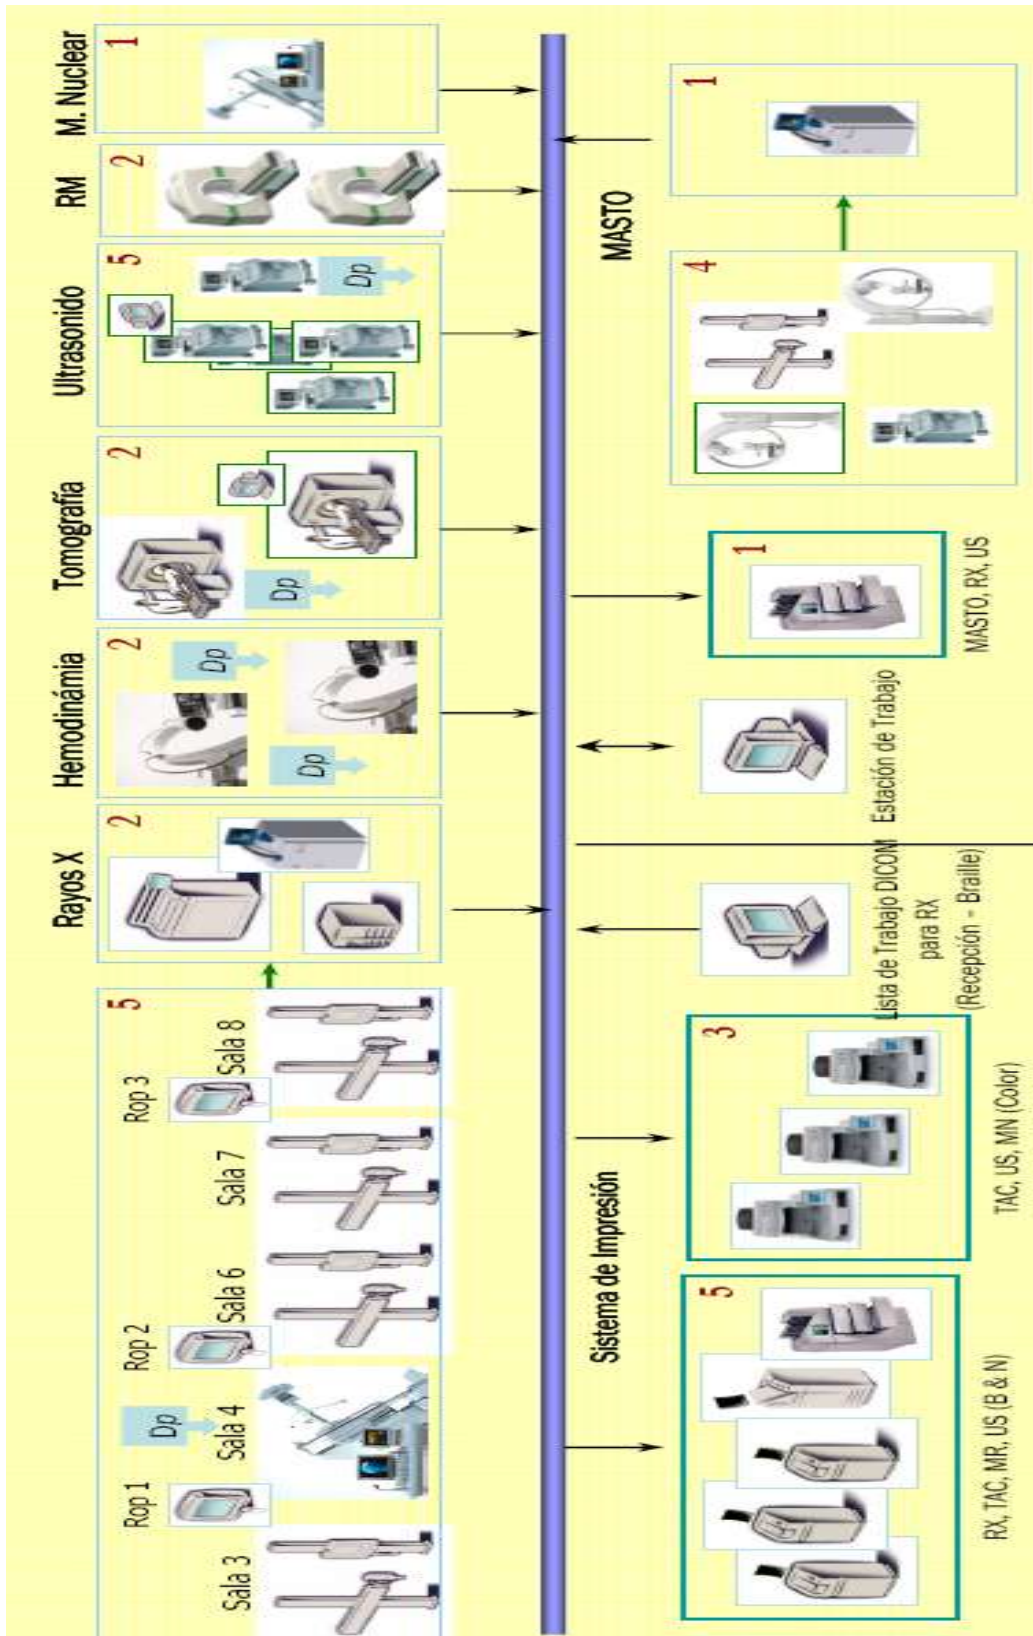 5
Sala 3
Rop 1
Dp
Sala 4
Rop 2
Sala 6
Sala 7
Rop 3
Sala 8
Rayos X
2
Hemodinámia
2
Dp
Dp
Tomografía
2
Dp
Ultrasonido
5
Dp
RM
2
M. Nuclear
1
Sistema de Impresión
5
RX, TAC, MR, US (B & N)
3
TAC, US, MN (Color)
Lista de Trabajo DICOM
para RX
(Recepción - Braille)
Estación de Trabajo
1
MASTO, RX, US
MASTO
4
1